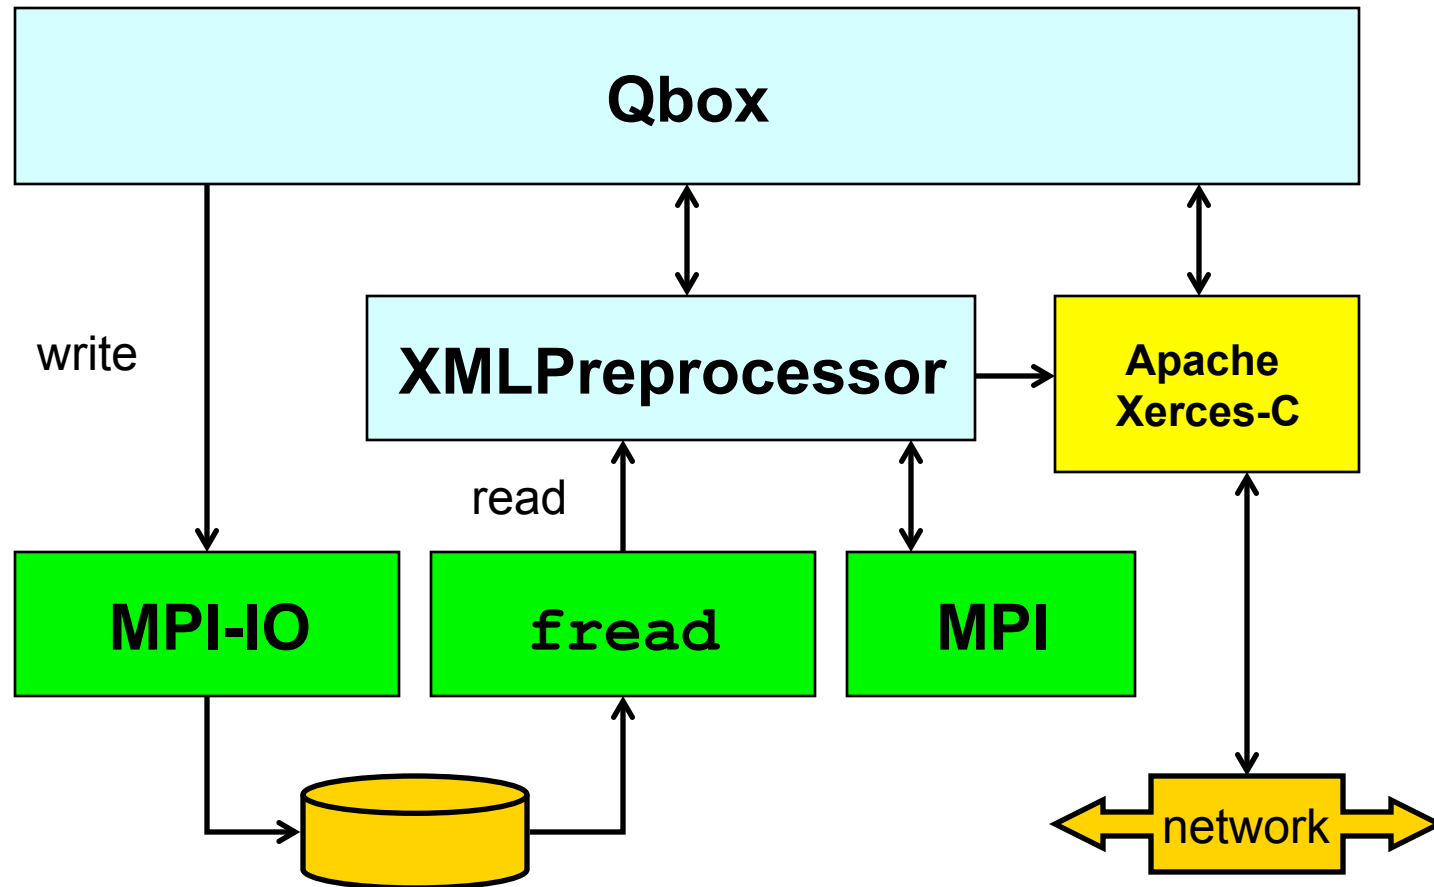 Qbox
write
XMLPreprocessor
Apache
Xerces-C
read
MPI-IO
fread
MPI
network